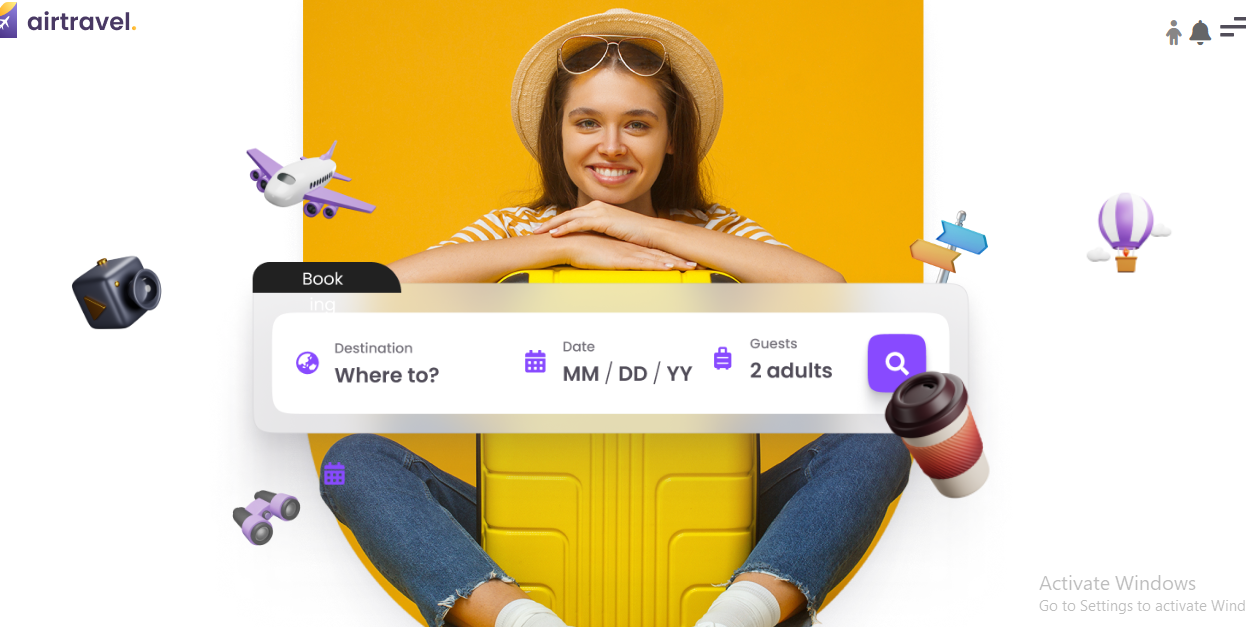 airtravel.
Book
ing
Destination
Where to?
Date
MM / DD / YY
Guests
2 adults
Activate Windows
Go to Settings to activate Wind